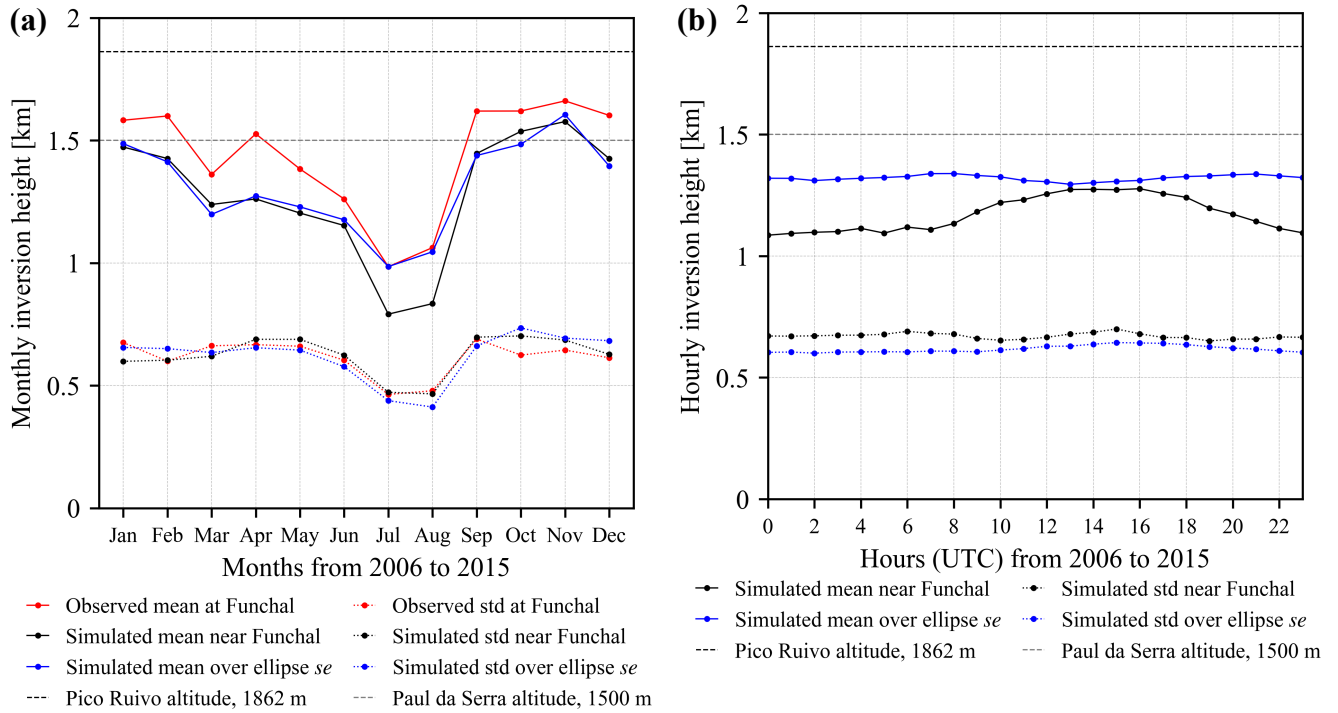 (a)
Monthly inversion height [km]
2
1.5
1
0.5
0
Jan Feb Mar Apr May Jun Jul Aug Sep Oct Nov Dec
Months from 2006 to 2015
Observed mean at Funchal
Observed std at Funchal
Simulated mean near Funchal
Simulated std near Funchal
Simulated mean over ellipse se
Simulated std over ellipse se
Pico Ruivo altitude, 1862 m
Paul da Serra altitude, 1500 m
(b)
Hourly inversion height [km]
2
1.5
1
0.5
0
0 2 4 6 8 10 12 14 16 18 20 22
Hours (UTC) from 2006 to 2015
Simulated mean near Funchal
Simulated std near Funchal
Simulated mean over ellipse se
Simulated std over ellipse se
Pico Ruivo altitude, 1862 m
Paul da Serra altitude, 1500 m